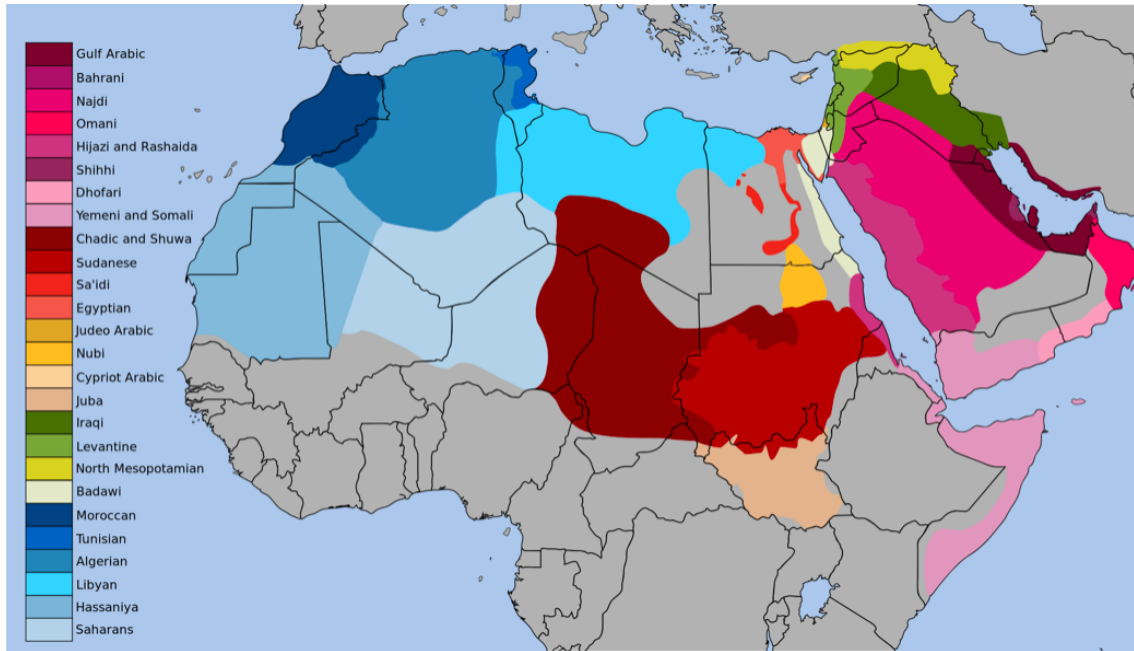 Gulf Arabic
Bahrani
Najdi
Omani
Hijazi and Rashaida
Shihhi
Dhofari
Yemeni and Somali
Chadic and Shuwa
Sudanese
Sa'idi
Egyptian
Judeo Arabic
Nubi
Cypriot Arabic
Juba
Iraqi
Levantine
North Mesopotamian
Badawi
Moroccan
Tunisian
Algerian
Libyan
Hassaniya
Saharans